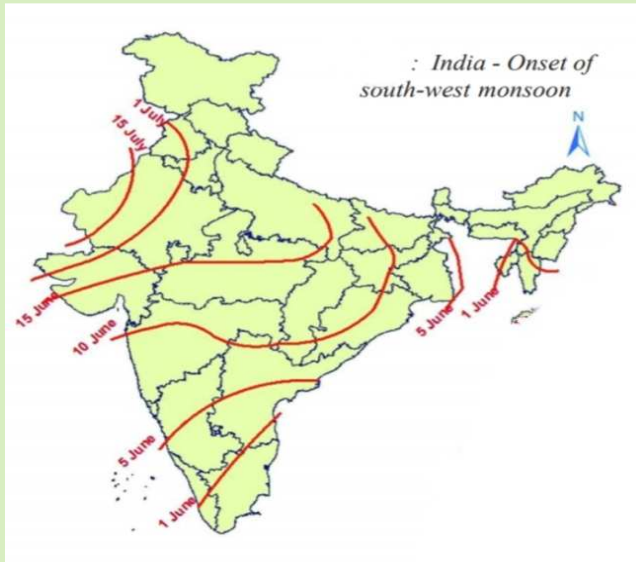 : India - Onset of
south-west monsoon
N
1 July
15 July
15 June
10 June
5 June
1 June
5 June
1 June